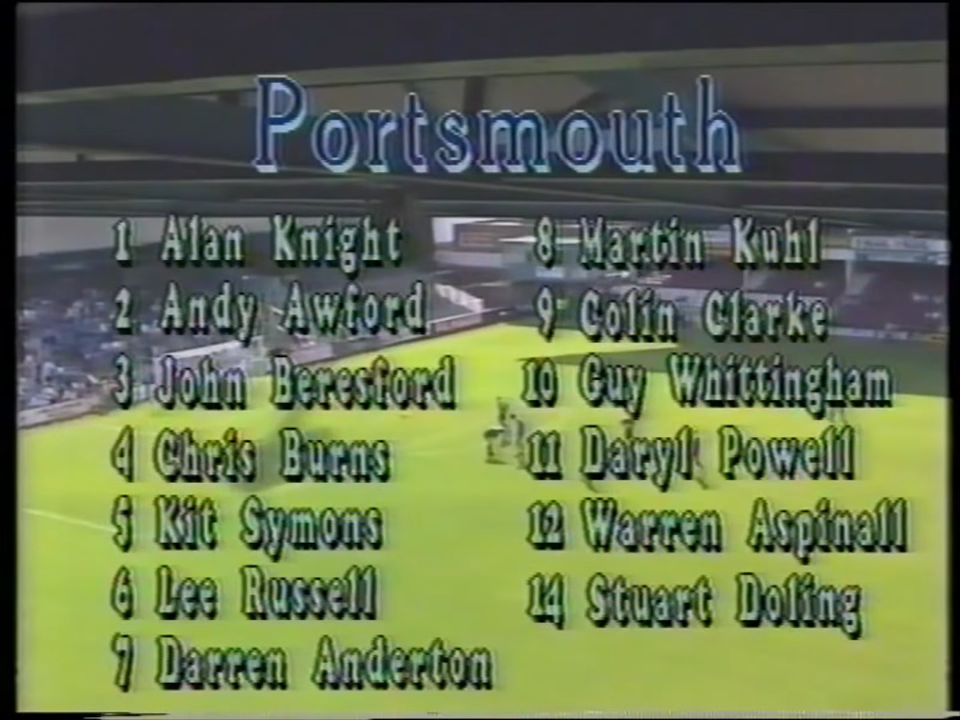 Portsmouth
1 Alan Knight
2 Andy Awford
3 John Beresford
4 Chris Burns
5 Kit Symons
6 Lee Russell
7 Darren Anderton
8 Martin Kuhl
9 Colin Clarke
10 Guy Whittingham
11 Daryl Powell
12 Warren Aspinall
14 Stuart Doling